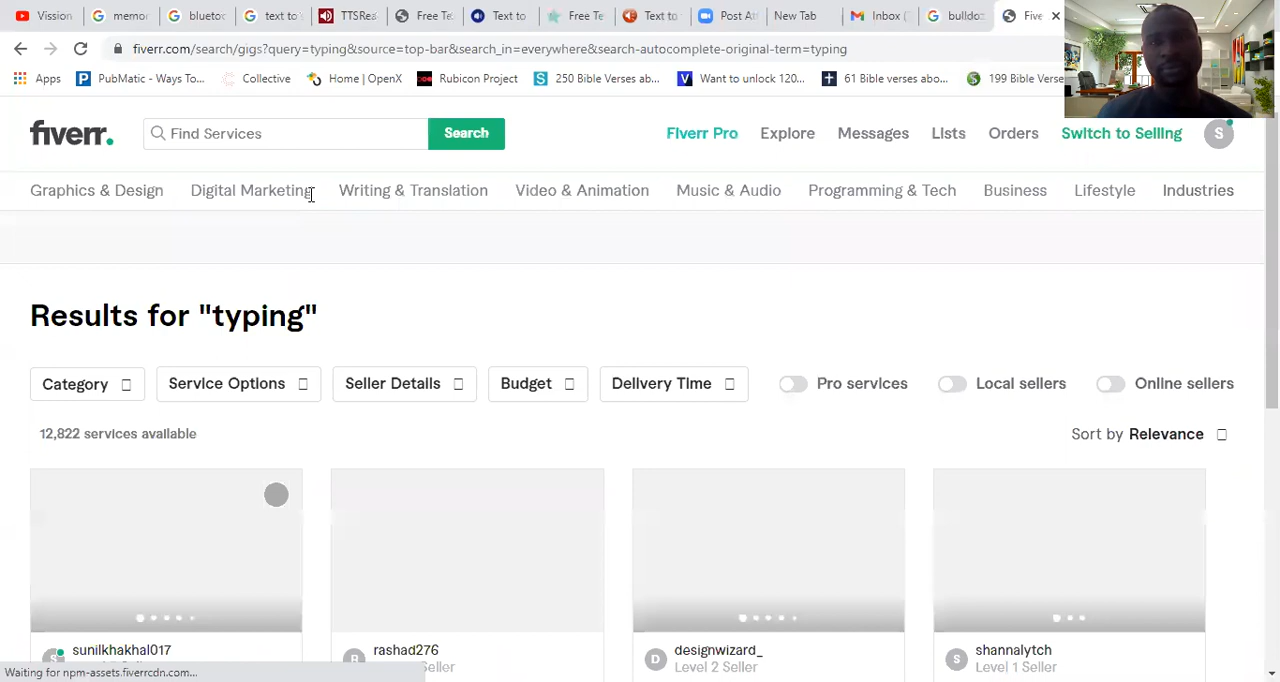 Vission
memo
bluetoo
text to
TTSRea
Free Te
Text to
Free Te
Text to
Post At
New Tab
Inbox (
bulldoz
Five
fiverr.com/search/gigs?query=typing&source=top-bar&search_in=everywhere&search-autocomplete-original-term=typing
Apps
PubMatic - Ways To...
Collective
Home | OpenX
Rubicon Project
250 Bible Verses ab...
Want to unlock 120...
61 Bible verses abo...
199 Bible Verse
fiverr.
Find Services
Search
Fiverr Pro
Explore
Messages
Lists
Orders
Switch to Selling
S
Graphics & Design
Digital Marketing
Writing & Translation
Video & Animation
Music & Audio
Programming & Tech
Business
Lifestyle
Industries
Results for "typing"
Category
Service Options
Seller Details
Budget
Delivery Time
Pro services
Local sellers
Online sellers
12,822 services available
Sort by Relevance
S
sunilkhakhal017
R
rashad276
Seller
D
designwizard_
Level 2 Seller
S
shannalytch
Level 1 Seller
Waiting for npm-assets.fiverrcdn.com...